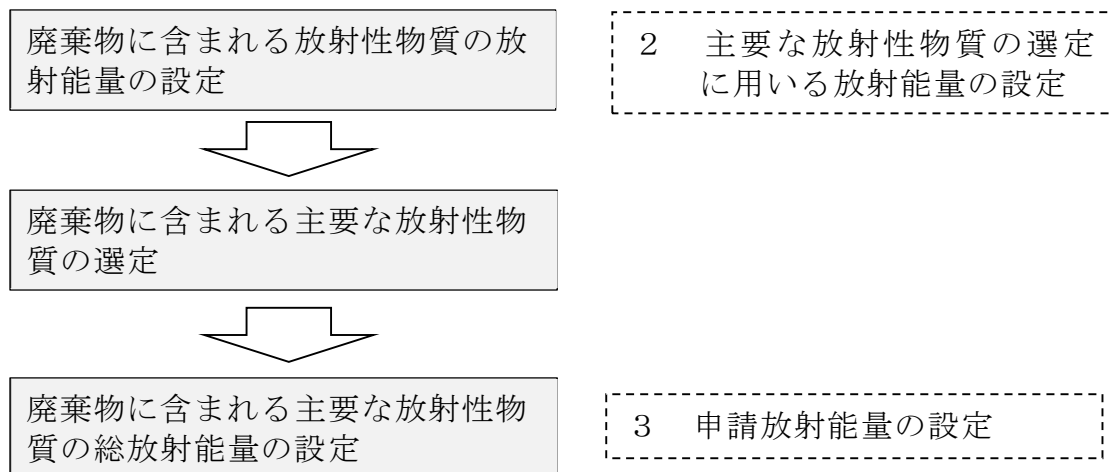 廃棄物に含まれる放射性物質の放
射能量の設定
2　主要な放射性物質の選定
に用いる放射能量の設定
廃棄物に含まれる主要な放射性物
質の選定
廃棄物に含まれる主要な放射性物
質の総放射能量の設定
3　申請放射能量の設定